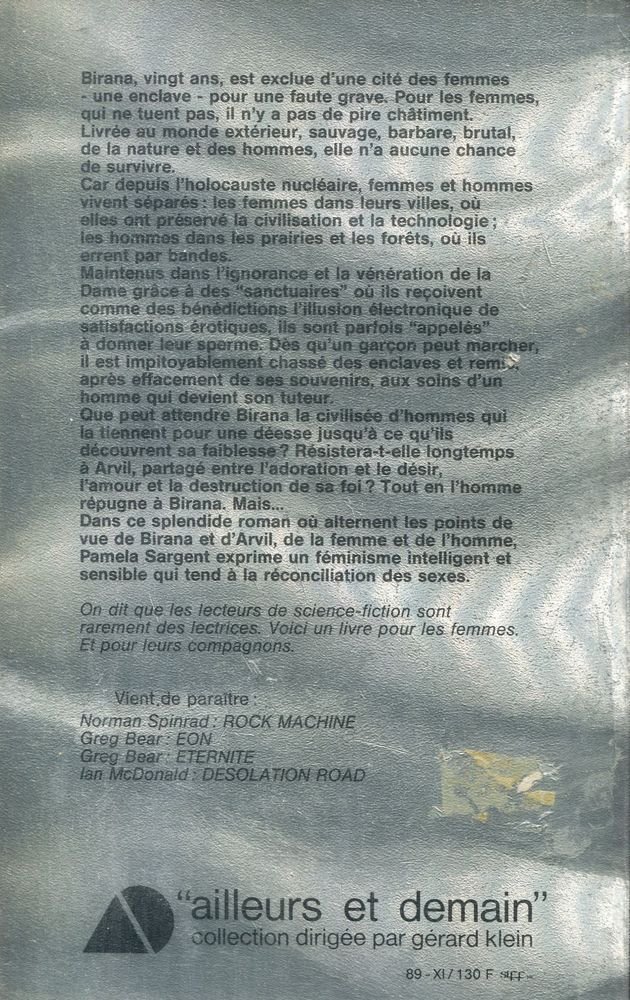 Birana, vingt ans, est exclue d'une cité des femmes
- une enclave - pour une faute grave. Pour les femmes,
qui ne tuent pas, il n'y a pas de pire châtiment.
Livrée au monde extérieur, sauvage, barbare, brutal,
de la nature et des hommes, elle n'a aucune chance
de survivre.
Car depuis l'holocauste nucléaire, femmes et hommes
vivent séparés : les femmes dans leurs villes, où
elles ont préservé la civilisation et la technologie ;
les hommes dans les prairies et les forêts, où ils
errent par bandes.
Maintenus dans l'ignorance et la vénération de la
Dame grâce à des "sanctuaires" où ils reçoivent
comme des bénédictions l'illusion électronique de
satisfactions érotiques, ils sont parfois "appelés"
à donner leur sperme. Dès qu'un garçon peut marcher,
il est impitoyablement chassé des enclaves et remis,
après effacement de ses souvenirs, aux soins d'un
homme qui devient son tuteur.
Que peut attendre Birana la civilisée d'hommes qui
la tiennent pour une déesse jusqu'à ce qu'ils
découvrent sa faiblesse ? Résistera-t-elle longtemps
à Arvil, partagé entre l'adoration et le désir,
l'amour et la destruction de sa foi ? Tout en l'homme
répugne à Birana. Mais...
Dans ce splendide roman où alternent les points de
vue de Birana et d'Arvil, de la femme et de l'homme,
Pamela Sargent exprime un féminisme intelligent et
sensible qui tend à la réconciliation des sexes.
On dit que les lecteurs de science-fiction sont
rarement des lectrices. Voici un livre pour les femmes.
Et pour leurs compagnons.
Vient de paraître :
Norman Spinrad : ROCK MACHINE
Greg Bear : EON
Greg Bear : ETERNITE
Ian McDonald : DESOLATION ROAD
"ailleurs et demain"
collection dirigée par gérard klein
89 - XI / 130 F